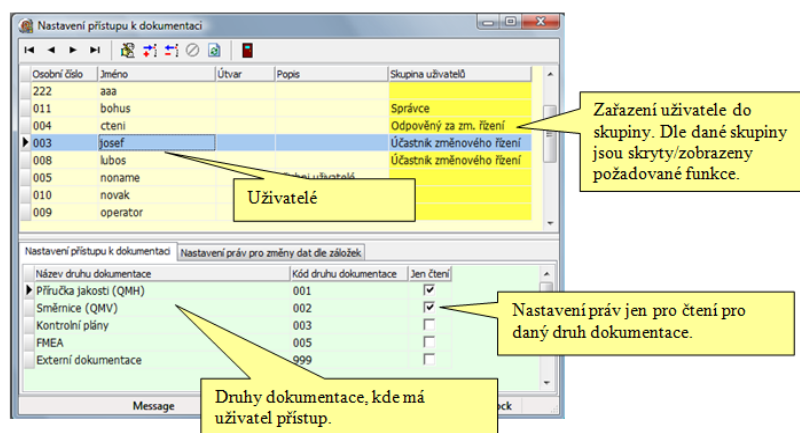 Nastavení přístupu k dokumentaci
Osobní číslo Jméno Útvar Popis Skupina uživatelů
222 aaa
011 bohus Správce
004 cteni Odpověný za zm. řízení
003 josef Účastník změnového řízení
008 lubos Účastník změnového řízení
005 noname uživatelé
010 novak
009 operator
Zařazení uživatele do
skupiny. Dle dané skupiny
jsou skryty/zobrazeny
požadované funkce.
Uživatelé
Nastavení přístupu k dokumentaci Nastavení práv pro změny dat dle záložek
Název druhu dokumentace Kód druhu dokumentace Jen čtení
Příručka jakosti (QMH) 001
Směrnice (QMV) 002
Kontrolní plány 003
FMEA 005
Externí dokumentace 999
Nastavení práv jen pro čtení pro
daný druh dokumentace.
Druhy dokumentace, kde má
uživatel přístup.
Message